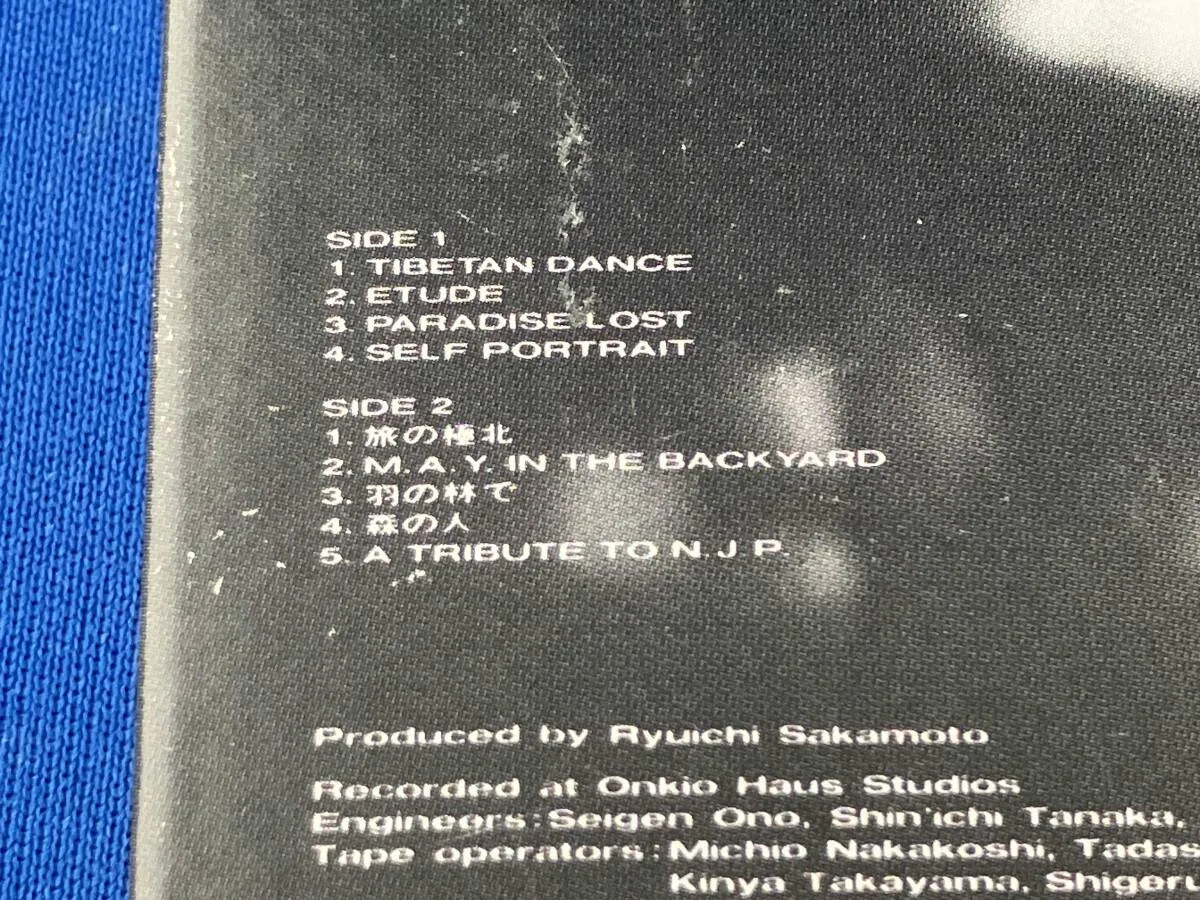 SIDE 1
1. TIBETAN DANCE
2. ETUDE
3. PARADISE LOST
4. SELF PORTRAIT
SIDE 2
1. 旅の極北
2. M. A. Y. IN THE BACKYARD
3. 羽の林で
4. 森の人
5. A TRIBUTE TO N. J. P.
Produced by Ryuichi Sakamoto
Recorded at Onkio Haus Studios
Engineers: Seigen Ono, Shin'ichi Tanaka,
Tape operators: Michio Nakakoshi, Tadas
Kinya Takayama, Shigeru